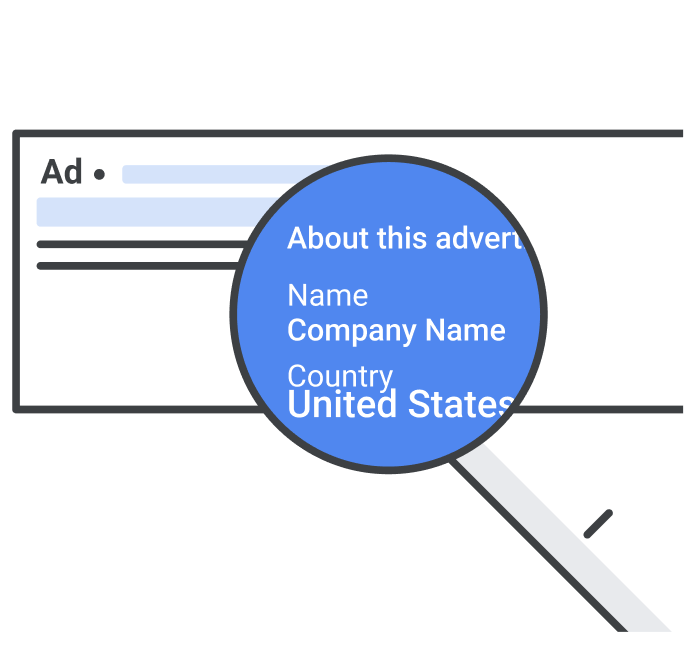 Ad •
About this advert
Name
Company Name
Country
United States